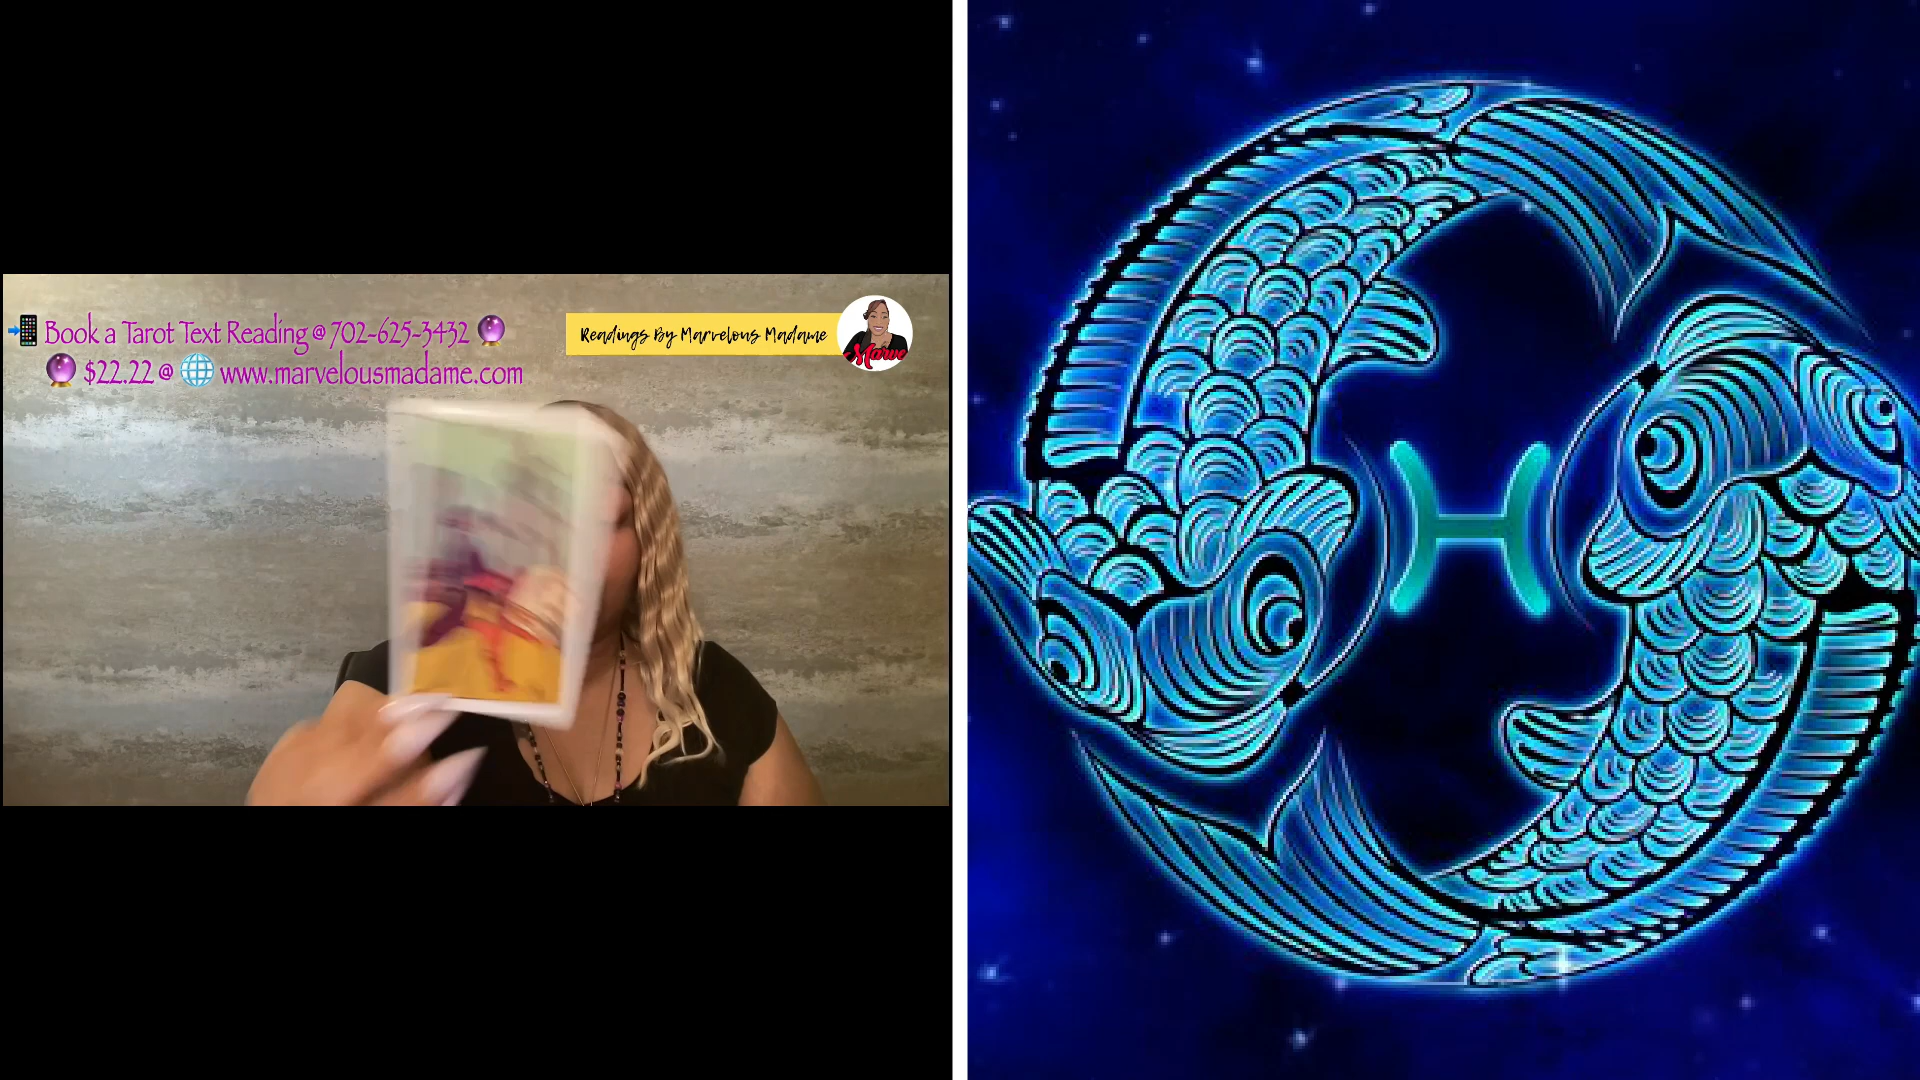 📲 Book a Tarot Text Reading @ 702-625-3432 🔮
🔮 $22.22 @ 🌐 www.marvelousmadame.com
Readings By Marvelous Madame
Marve